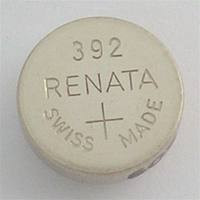 392
RENATA
+
SWISS MADE